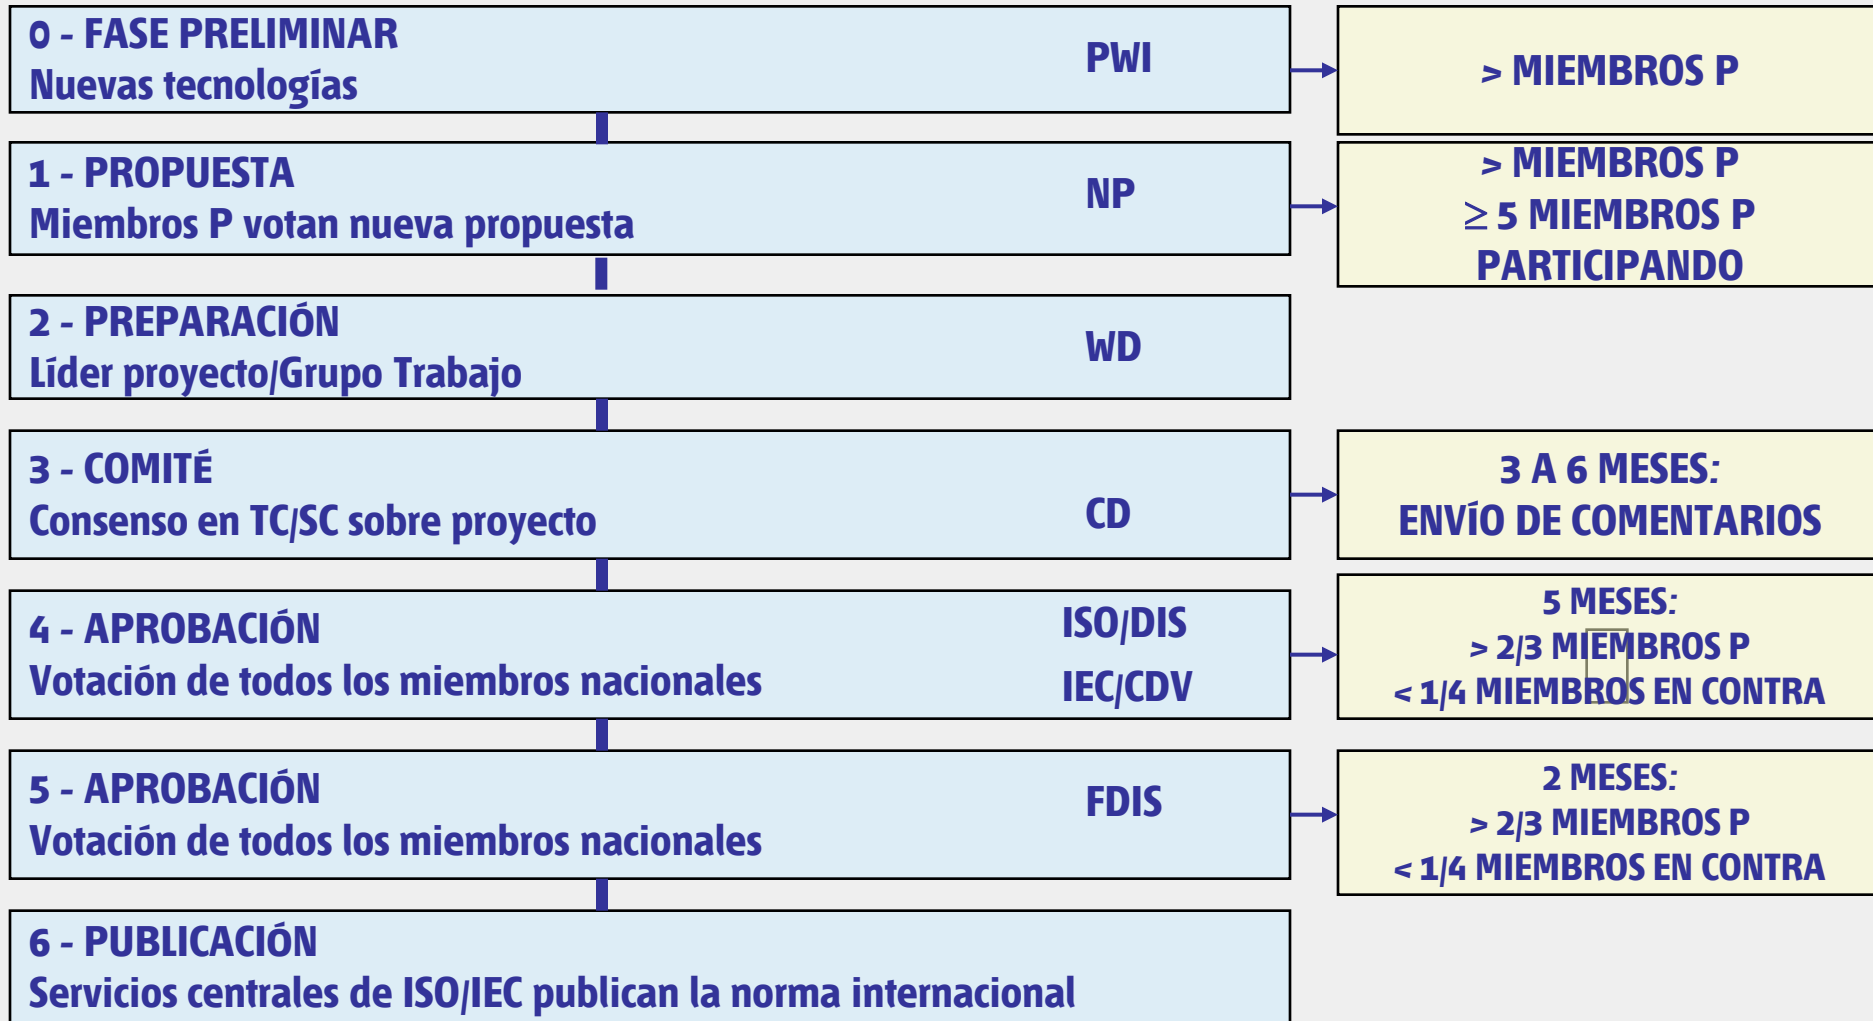 0 - FASE PRELIMINAR
Nuevas tecnologías
PWI
> MIEMBROS P
1 - PROPUESTA
Miembros P votan nueva propuesta
NP
> MIEMBROS P
≥ 5 MIEMBROS P
PARTICIPANDO
2 - PREPARACIÓN
Líder proyecto/Grupo Trabajo
WD
3 - COMITÉ
Consenso en TC/SC sobre proyecto
CD
3 A 6 MESES:
ENVÍO DE COMENTARIOS
4 - APROBACIÓN
Votación de todos los miembros nacionales
ISO/DIS
IEC/CDV
5 MESES:
> 2/3 MIEMBROS P
< 1/4 MIEMBROS EN CONTRA
5 - APROBACIÓN
Votación de todos los miembros nacionales
FDIS
2 MESES:
> 2/3 MIEMBROS P
< 1/4 MIEMBROS EN CONTRA
6 - PUBLICACIÓN
Servicios centrales de ISO/IEC publican la norma internacional